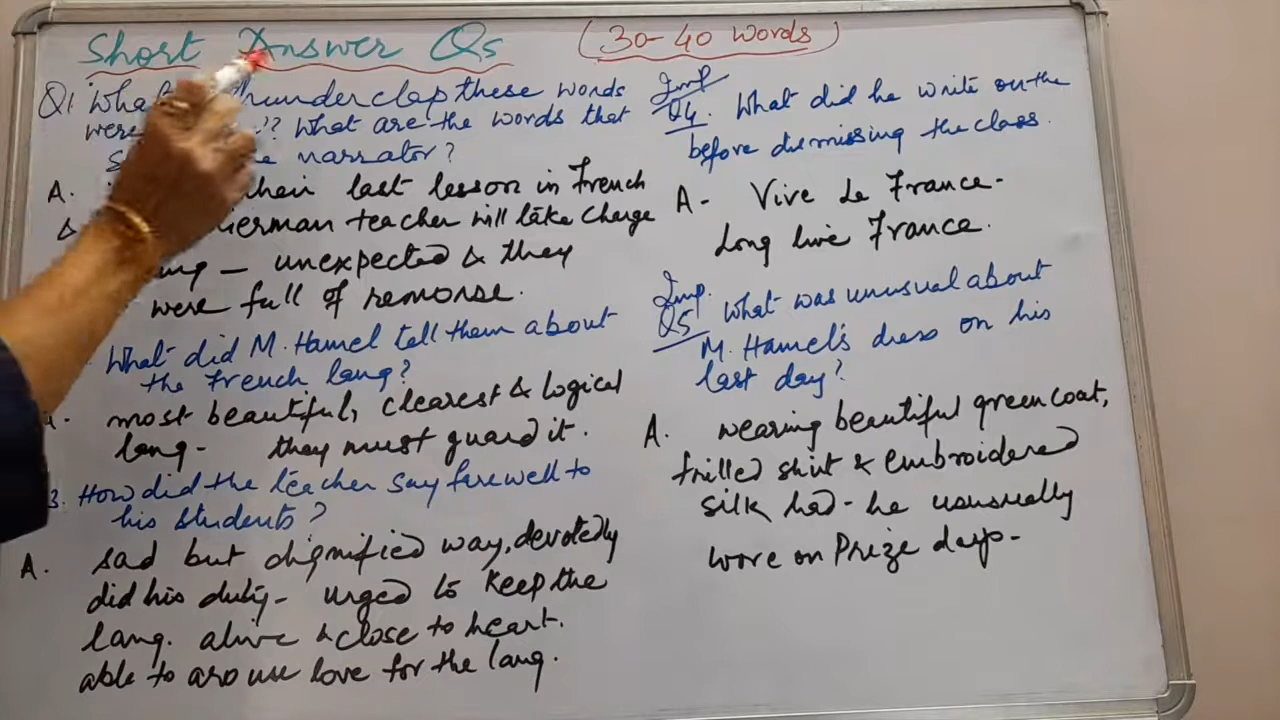 Short Answer Qs
(30-40 words)
Q1 hunderclap these words
were ?? What are the words that
narrator?
A. their last lesson in French
& German teacher will take charge
unexpected & they
were full of remorse.
What did M. Hamel tell them about
the French lang?
most beautiful, clearest & logical
lang- they must guard it.
3. How did the teacher say farewell to
his students?
A. sad but dignified way, devotedly
did his duty- urged to keep the
lang. alive & close to heart.
able to arouse love for the lang.
Imp
Q4. What did he write on the
before dismissing the class.
A- Vive La France-
Long live France.
Imp.
Q5 What was unusual about
M. Hamel's dress on his
last day?
A. wearing beautiful green coat,
frilled shirt & embroidered
silk had- he usually
wore on Prize days-